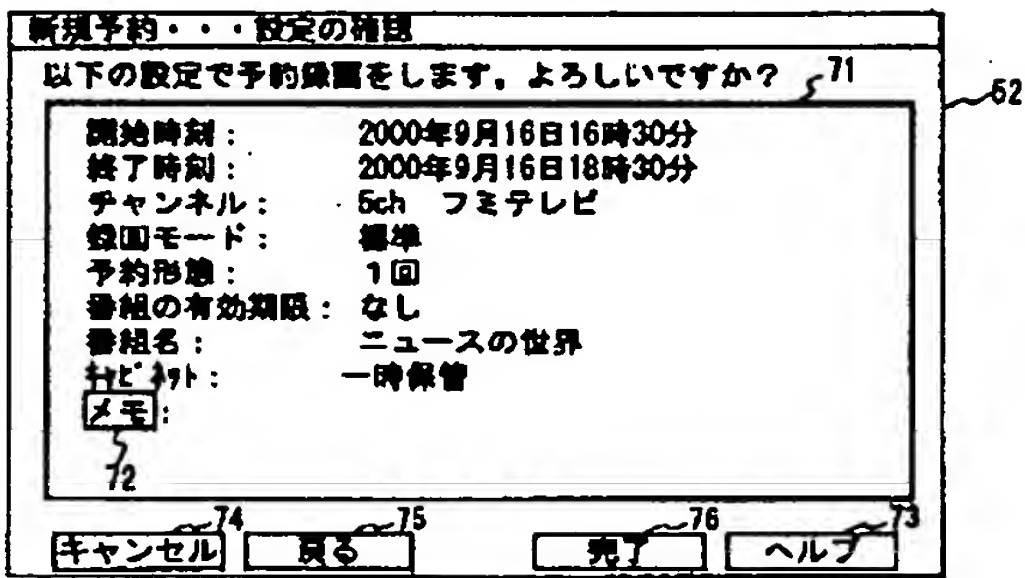 新規予約・・・設定の確認
以下の設定で予約録画をします。よろしいですか? 71
52
開始時刻: 2000年9月16日16時30分
終了時刻: 2000年9月16日18時30分
チャンネル: 5ch フミテレビ
録画モード: 標準
予約形態: 1回
番組の有効期限: なし
番組名: ニュースの世界
キャビネット: 一時保管
メモ:
72
74 75 76 73
キャンセル 戻る 完了 ヘルプ